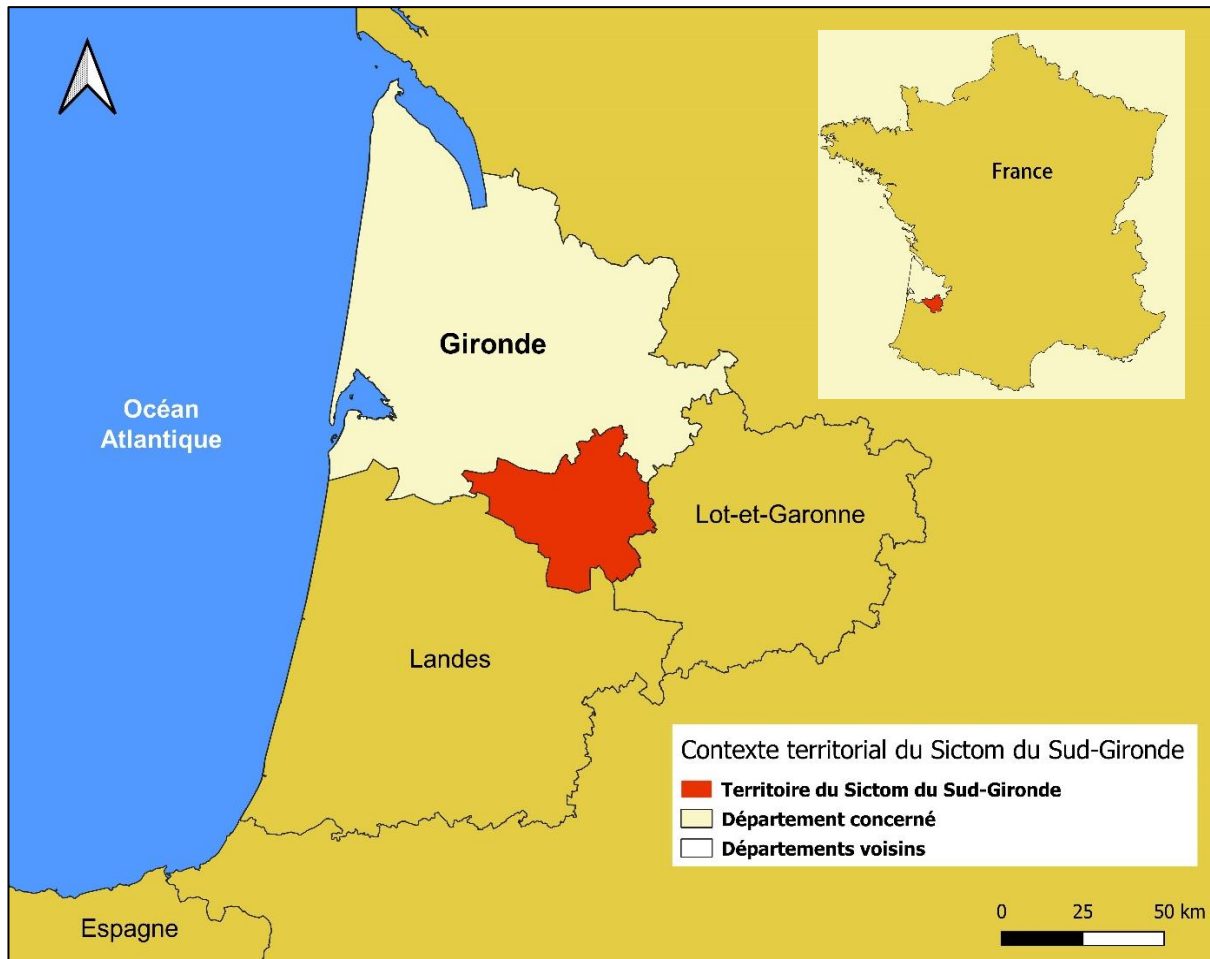 France
Gironde
Océan
Atlantique
Lot-et-Garonne
Landes
Contexte territorial du Sictom du Sud-Gironde
Territoire du Sictom du Sud-Gironde
Département concerné
Départements voisins
Espagne
0 25 50 km